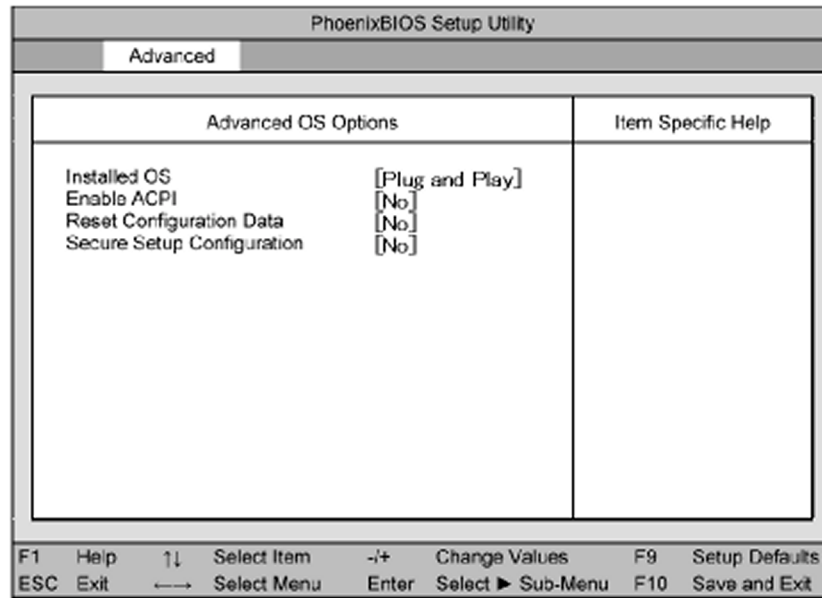 PhoenixBIOS Setup Utility
Advanced
Advanced OS Options
Item Specific Help
Installed OS [Plug and Play]
Enable ACPI [No]
Reset Configuration Data [No]
Secure Setup Configuration [No]
F1 Help ↑↓ Select Item -/+ Change Values F9 Setup Defaults
ESC Exit ←→ Select Menu Enter Select ► Sub-Menu F10 Save and Exit